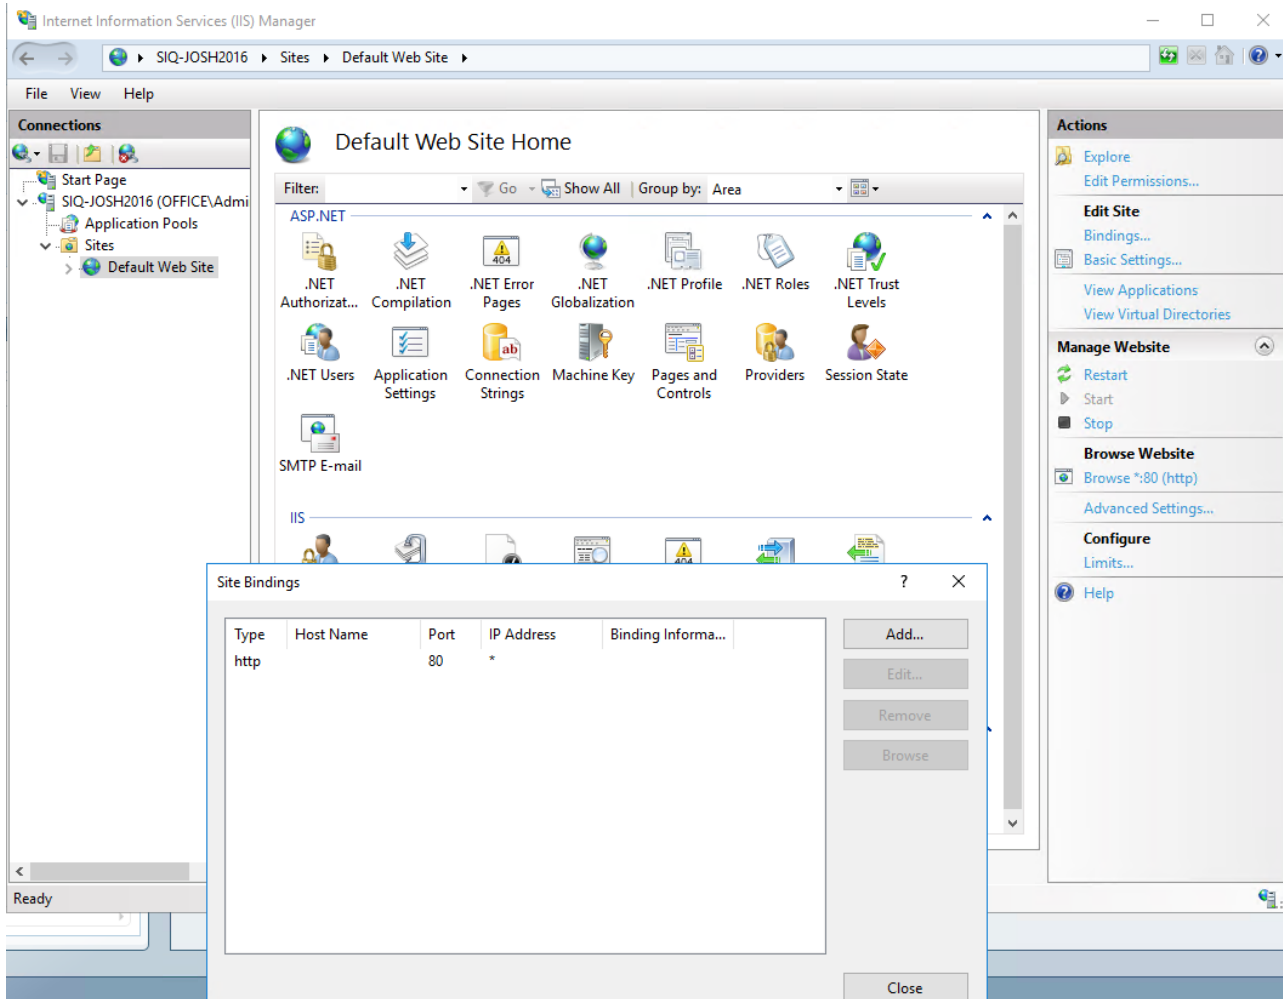 Internet Information Services (IIS) Manager
SIQ-JOSH2016 Sites Default Web Site
File View Help
Connections
Start Page
SIQ-JOSH2016 (OFFICE\Admi
Application Pools
Sites
Default Web Site
Ready
Default Web Site Home
Filter: Go Show All Group by: Area
ASP.NET
.NET Authorizat...
.NET Compilation
.NET Error Pages
.NET Globalization
.NET Profile
.NET Roles
.NET Trust Levels
.NET Users
Application Settings
Connection Strings
Machine Key
Pages and Controls
Providers
Session State
SMTP E-mail
IIS
Actions
Explore
Edit Permissions...
Edit Site
Bindings...
Basic Settings...
View Applications
View Virtual Directories
Manage Website
Restart
Start
Stop
Browse Website
Browse *:80 (http)
Advanced Settings...
Configure
Limits...
Help
Site Bindings
Type Host Name Port IP Address Binding Informa...
http 80 *
Add...
Edit...
Remove
Browse
Close